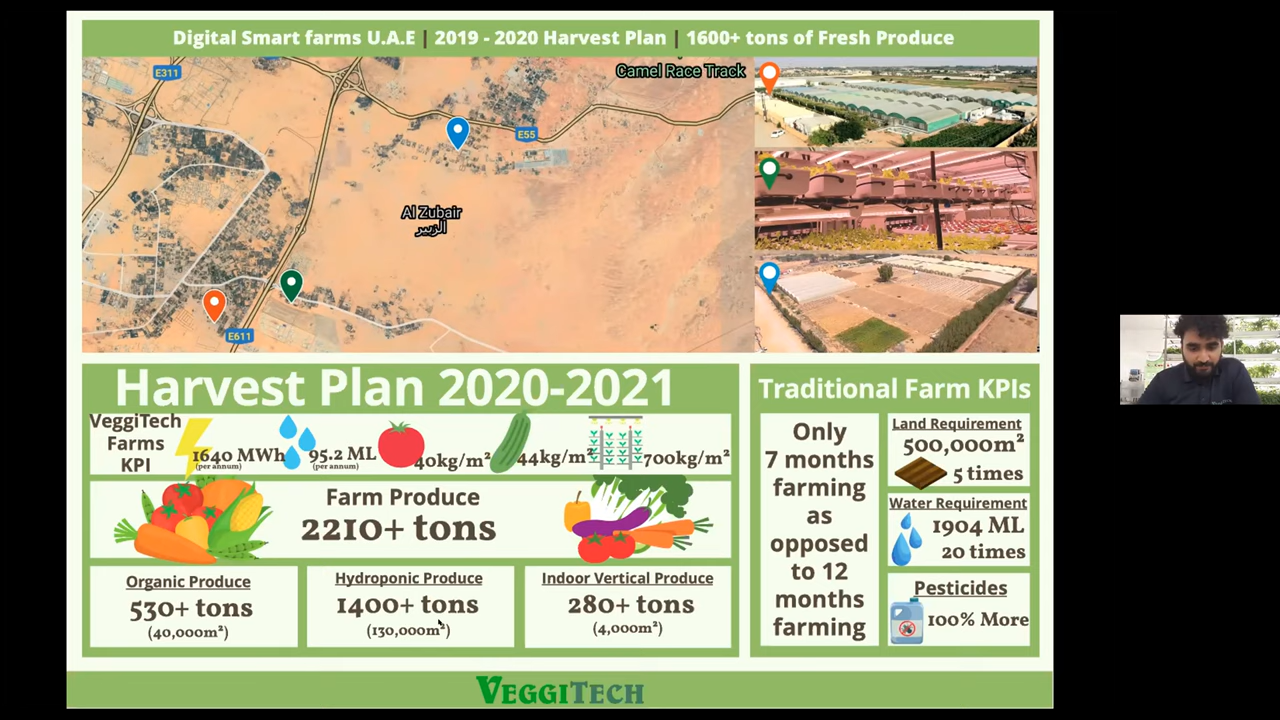 Digital Smart farms U.A.E | 2019 - 2020 Harvest Plan | 1600+ tons of Fresh Produce
E311
Camel Race Track
E55
Al Zubair
الزبير
E611
Harvest Plan 2020-2021
VeggiTech
Farms
KPI
1640 MWh
(per annum)
95.2 ML
(per annum)
40kg/m²
44kg/m²
700kg/m²
Farm Produce
2210+ tons
Organic Produce
530+ tons
(40,000m²)
Hydroponic Produce
1400+ tons
(130,000m²)
Indoor Vertical Produce
280+ tons
(4,000m²)
Traditional Farm KPIs
Only
7 months
farming
as
opposed
to 12
months
farming
Land Requirement
500,000m²
5 times
Water Requirement
1904 ML
20 times
Pesticides
100% More
VEGGITECH